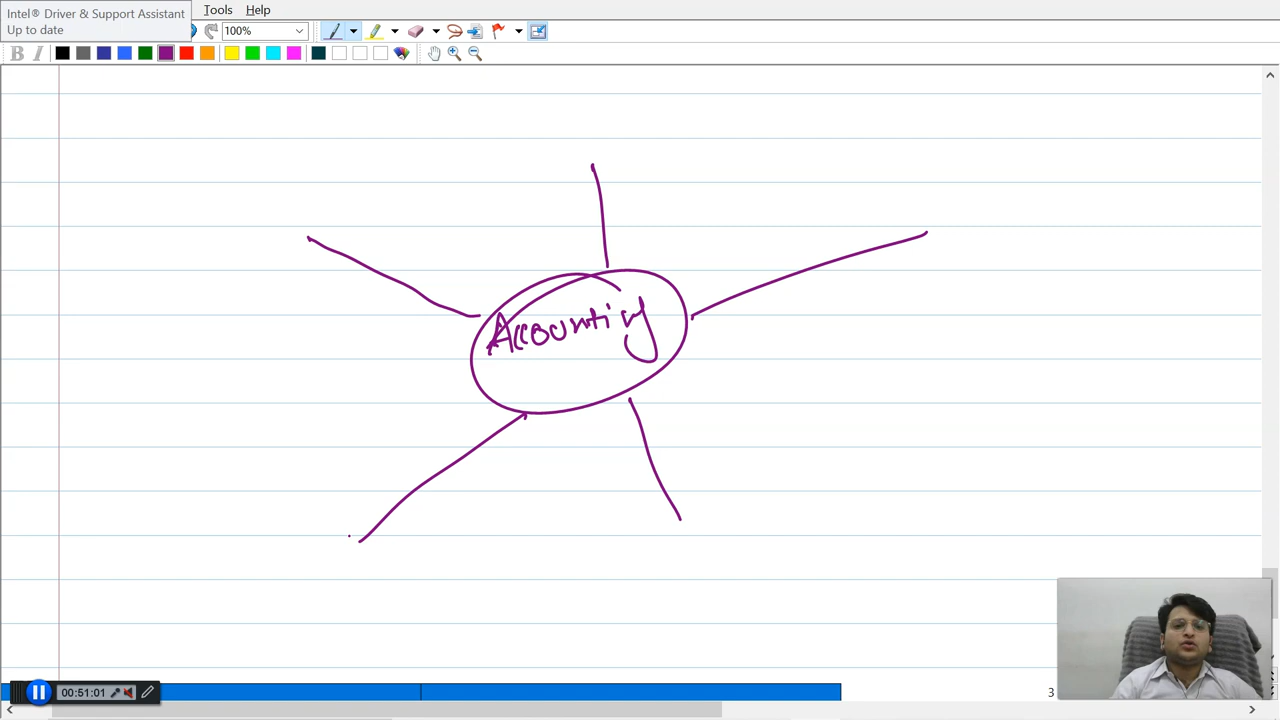 Intel® Driver & Support Assistant
Up to date
Tools Help
100%
B I
Accounting
00:51:01
3